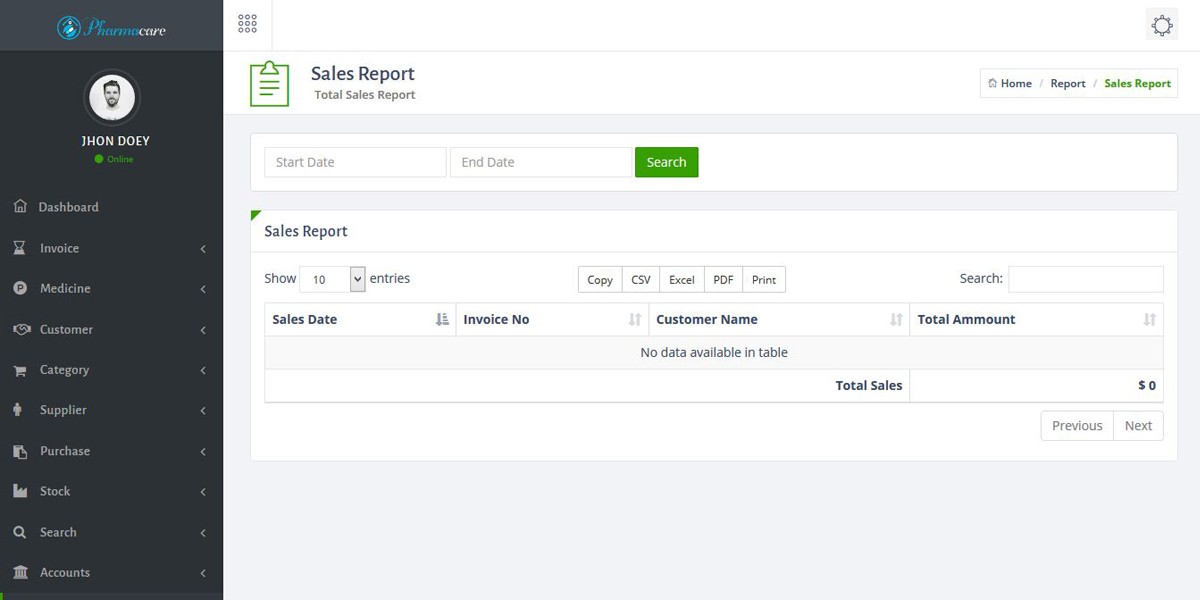 Pharmacare
JHON DOEY
Online
Dashboard
Invoice
Medicine
Customer
Category
Supplier
Purchase
Stock
Search
Accounts
Sales Report
Total Sales Report
Home / Report / Sales Report
Start Date End Date Search
Sales Report
Show 10 entries Copy CSV Excel PDF Print Search:
Sales Date Invoice No Customer Name Total Ammount
No data available in table
Total Sales $ 0
Previous Next